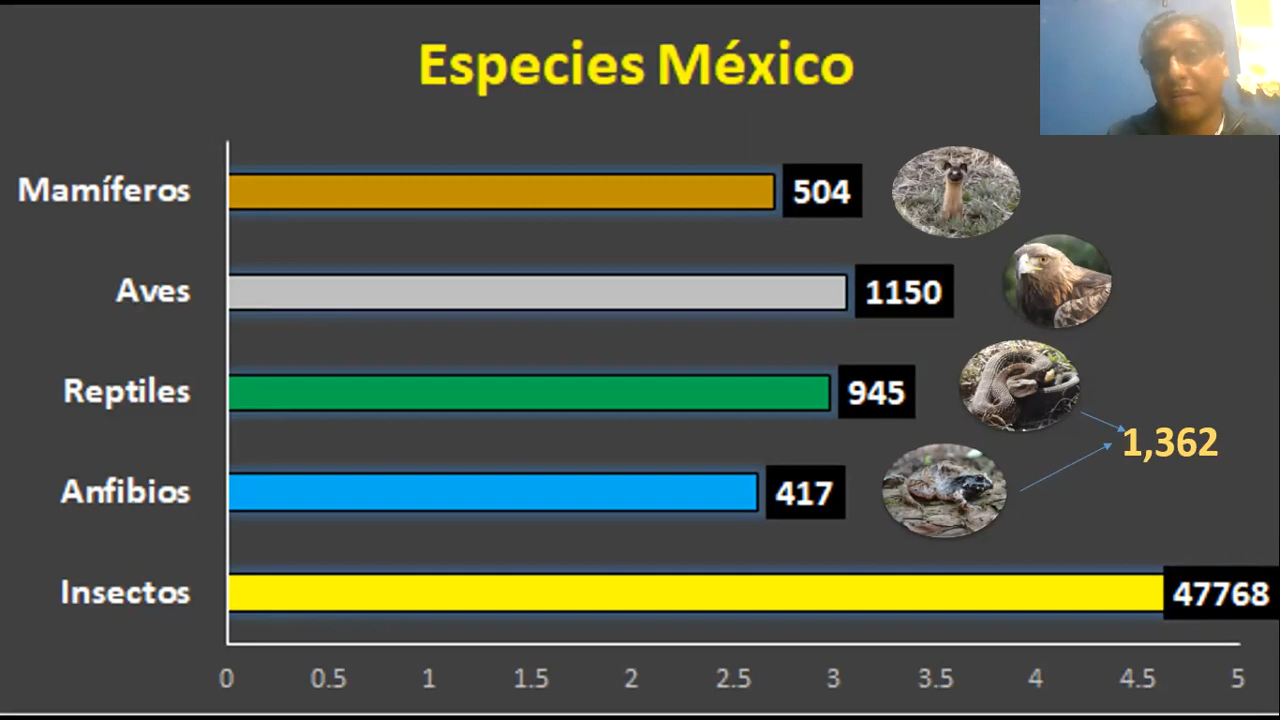 Especies México
Mamíferos 504
Aves 1150
Reptiles 945
1,362
Anfibios 417
Insectos 47768
0 0.5 1 1.5 2 2.5 3 3.5 4 4.5 5